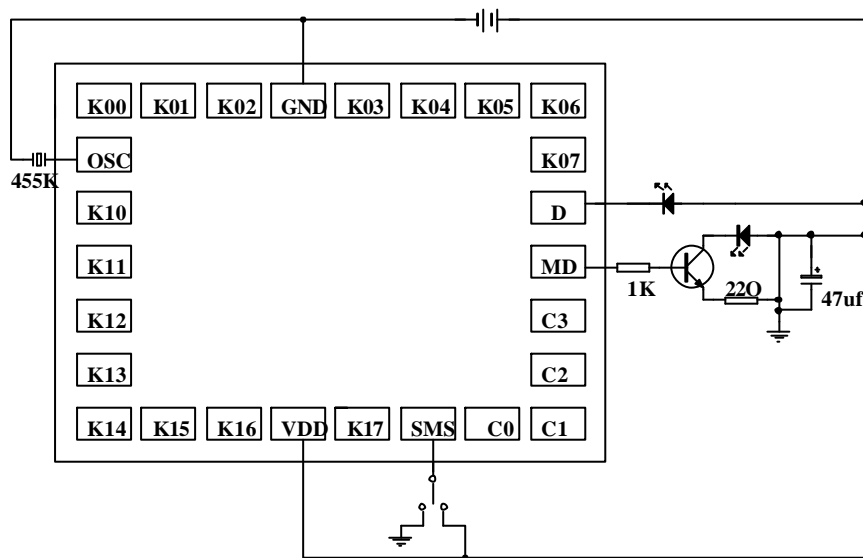 K00 K01 K02 GND K03 K04 K05 K06
OSC K07
455K
K10 D
K11 MD
1K 22O 47uf
+
K12 C3
K13 C2
K14 K15 K16 VDD K17 SMS C0 C1